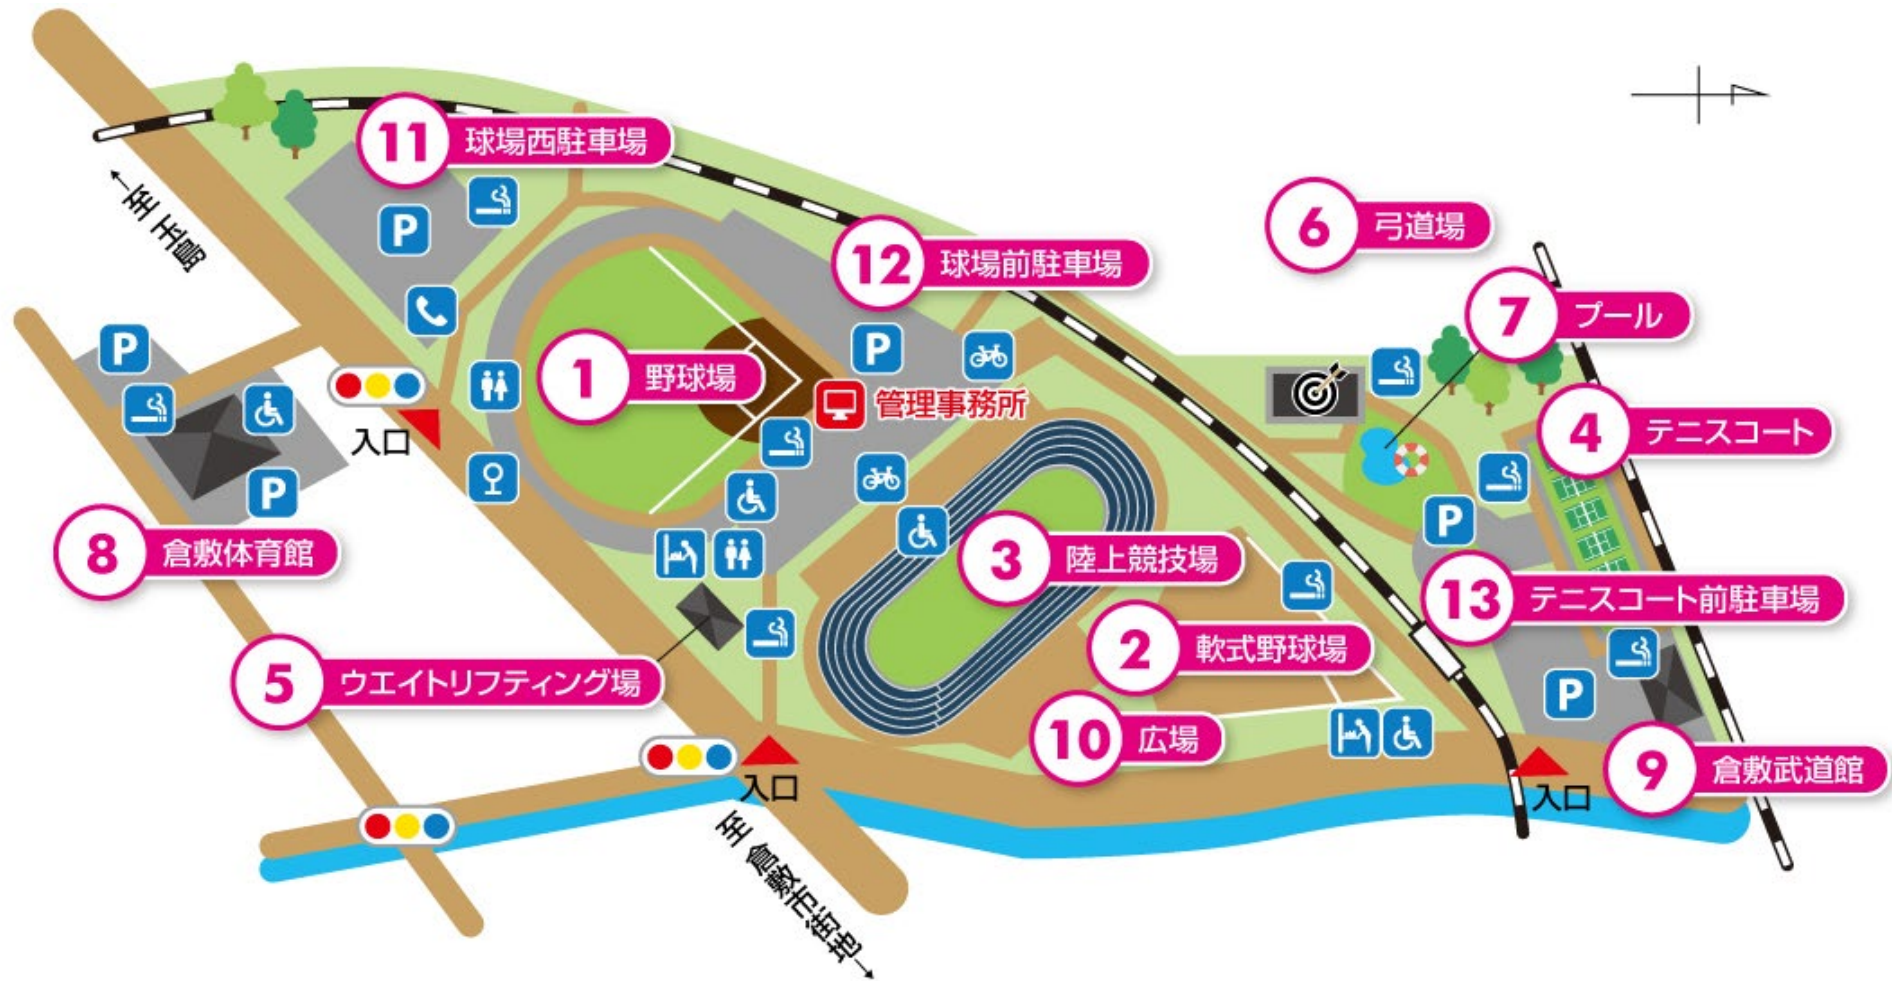 11 球場西駐車場
←至玉島
6 弓道場
12 球場前駐車場
7 プール
P
P
P
1 野球場
管理事務所
4 テニスコート
入口
P
P
8 倉敷体育館
3 陸上競技場
13 テニスコート前駐車場
2 軟式野球場
5 ウエイトリフティング場
P
10 広場
9 倉敷武道館
入口
入口
至倉敷市街地→